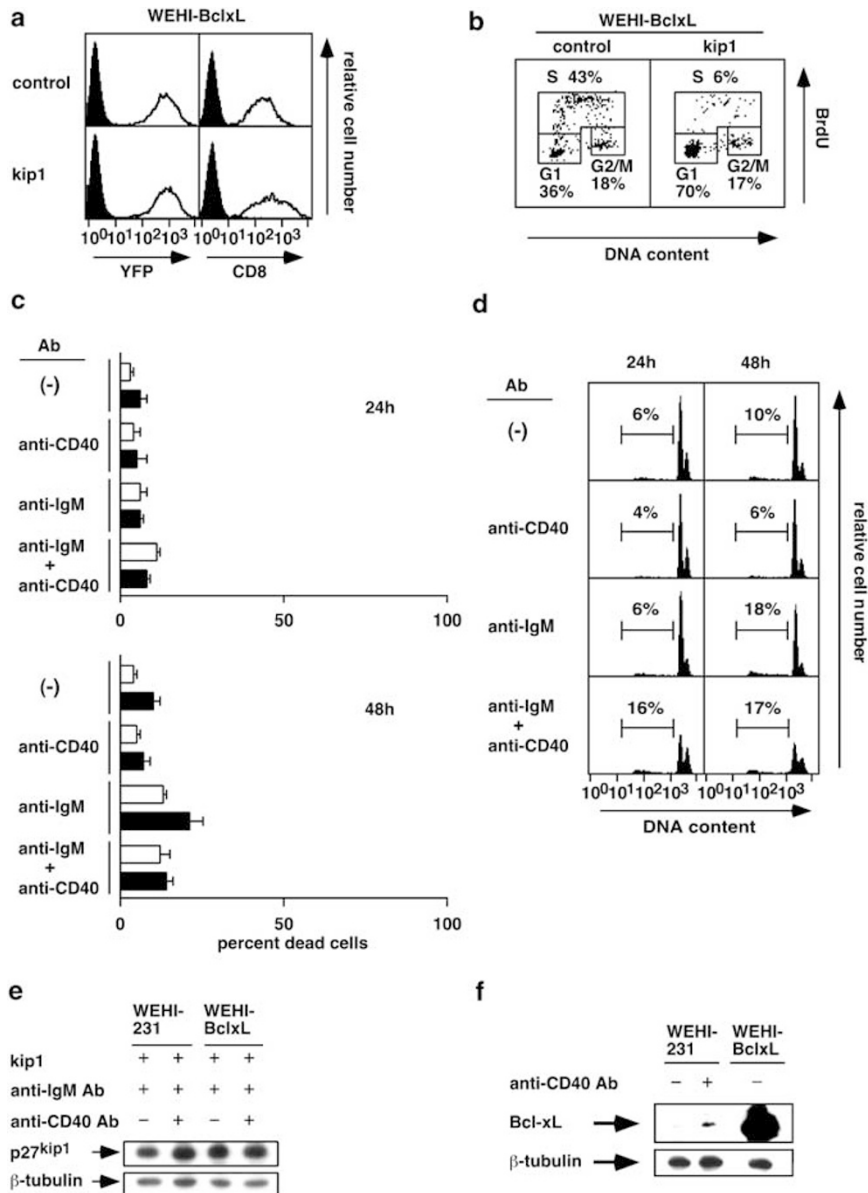 a
WEHI-BclxL
control
kip1
relative cell number
10⁰10¹10²10³
10⁰10¹10²10³
YFP
CD8
b
WEHI-BclxL
control
kip1
S 43%
S 6%
G1
36%
G2/M
18%
G1
70%
G2/M
17%
BrdU
DNA content
c
Ab
(-)
anti-CD40
anti-IgM
anti-IgM
+
anti-CD40
24h
0
50
100
(-)
anti-CD40
anti-IgM
anti-IgM
+
anti-CD40
48h
0
50
100
percent dead cells
d
24h
48h
Ab
(-)
6%
10%
anti-CD40
4%
6%
anti-IgM
6%
18%
anti-IgM
+
anti-CD40
16%
17%
10⁰10¹10²10³
10⁰10¹10²10³
DNA content
relative cell number
e
WEHI-
231
WEHI-
BclxL
kip1 + + + +
anti-IgM Ab + + + +
anti-CD40 Ab − + − +
p27ᵏⁱᵖ¹
β-tubulin
f
WEHI-
231
WEHI-
BclxL
anti-CD40 Ab − + −
Bcl-xL
β-tubulin